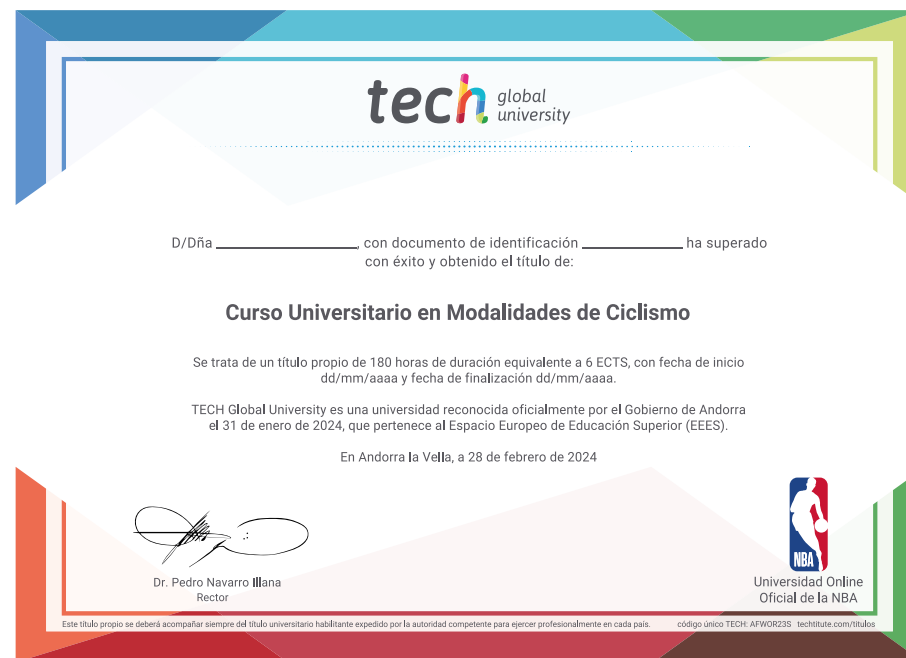 tech global university
D/Dña ____________________, con documento de identificación ______________ ha superado
con éxito y obtenido el título de:
Curso Universitario en Modalidades de Ciclismo
Se trata de un título propio de 180 horas de duración equivalente a 6 ECTS, con fecha de inicio
dd/mm/aaaa y fecha de finalización dd/mm/aaaa.
TECH Global University es una universidad reconocida oficialmente por el Gobierno de Andorra
el 31 de enero de 2024, que pertenece al Espacio Europeo de Educación Superior (EEES).
En Andorra la Vella, a 28 de febrero de 2024
Dr. Pedro Navarro Illana
Rector
NBA
Universidad Online
Oficial de la NBA
Este título propio se deberá acompañar siempre del título universitario habilitante expedido por la autoridad competente para ejercer profesionalmente en cada país.
código único TECH: AFWOR23S techtitute.com/titulos